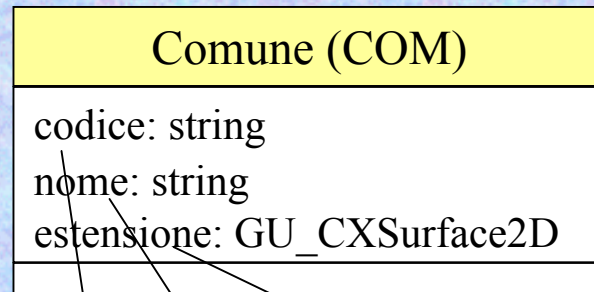 Comune (COM)
codice: string
nome: string
estensione: GU_CXSurface2D